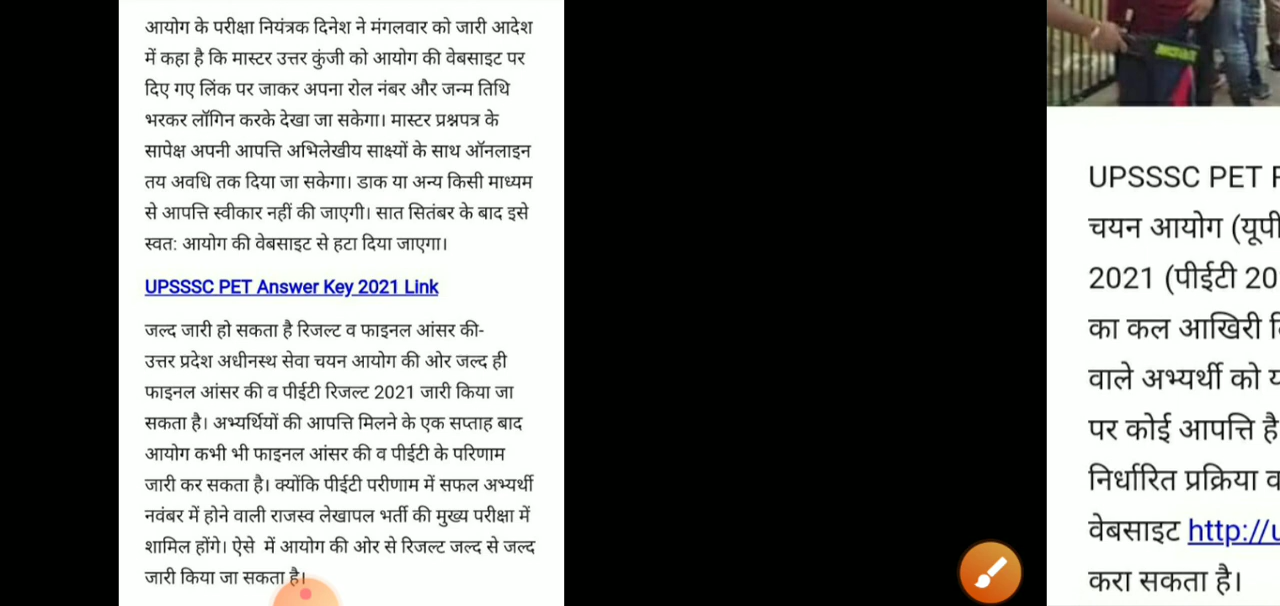 आयोग के परीक्षा नियंत्रक दिनेश ने मंगलवार को जारी आदेश
में कहा है कि मास्टर उत्तर कुंजी को आयोग की वेबसाइट पर
दिए गए लिंक पर जाकर अपना रोल नंबर और जन्म तिथि
भरकर लॉगिन करके देखा जा सकेगा। मास्टर प्रश्नपत्र के
सापेक्ष अपनी आपत्ति अभिलेखीय साक्ष्यों के साथ ऑनलाइन
तय अवधि तक दिया जा सकेगा। डाक या अन्य किसी माध्यम
से आपत्ति स्वीकार नहीं की जाएगी। सात सितंबर के बाद इसे
स्वत: आयोग की वेबसाइट से हटा दिया जाएगा।
UPSSSC PET Answer Key 2021 Link
जल्द जारी हो सकता है रिजल्ट व फाइनल आंसर की-
उत्तर प्रदेश अधीनस्थ सेवा चयन आयोग की ओर जल्द ही
फाइनल आंसर की व पीईटी रिजल्ट 2021 जारी किया जा
सकता है। अभ्यर्थियों की आपत्ति मिलने के एक सप्ताह बाद
आयोग कभी भी फाइनल आंसर की व पीईटी के परिणाम
जारी कर सकता है। क्योंकि पीईटी परीणाम में सफल अभ्यर्थी
नवंबर में होने वाली राजस्व लेखापल भर्ती की मुख्य परीक्षा में
शामिल होंगे। ऐसे में आयोग की ओर से रिजल्ट जल्द से जल्द
जारी किया जा सकता है।
UPSSSC PET
चयन आयोग (यूपी
2021 (पीईटी 20
का कल आखिरी
वाले अभ्यर्थी को
पर कोई आपत्ति है
निर्धारित प्रक्रिया
वेबसाइट http://u
करा सकता है।